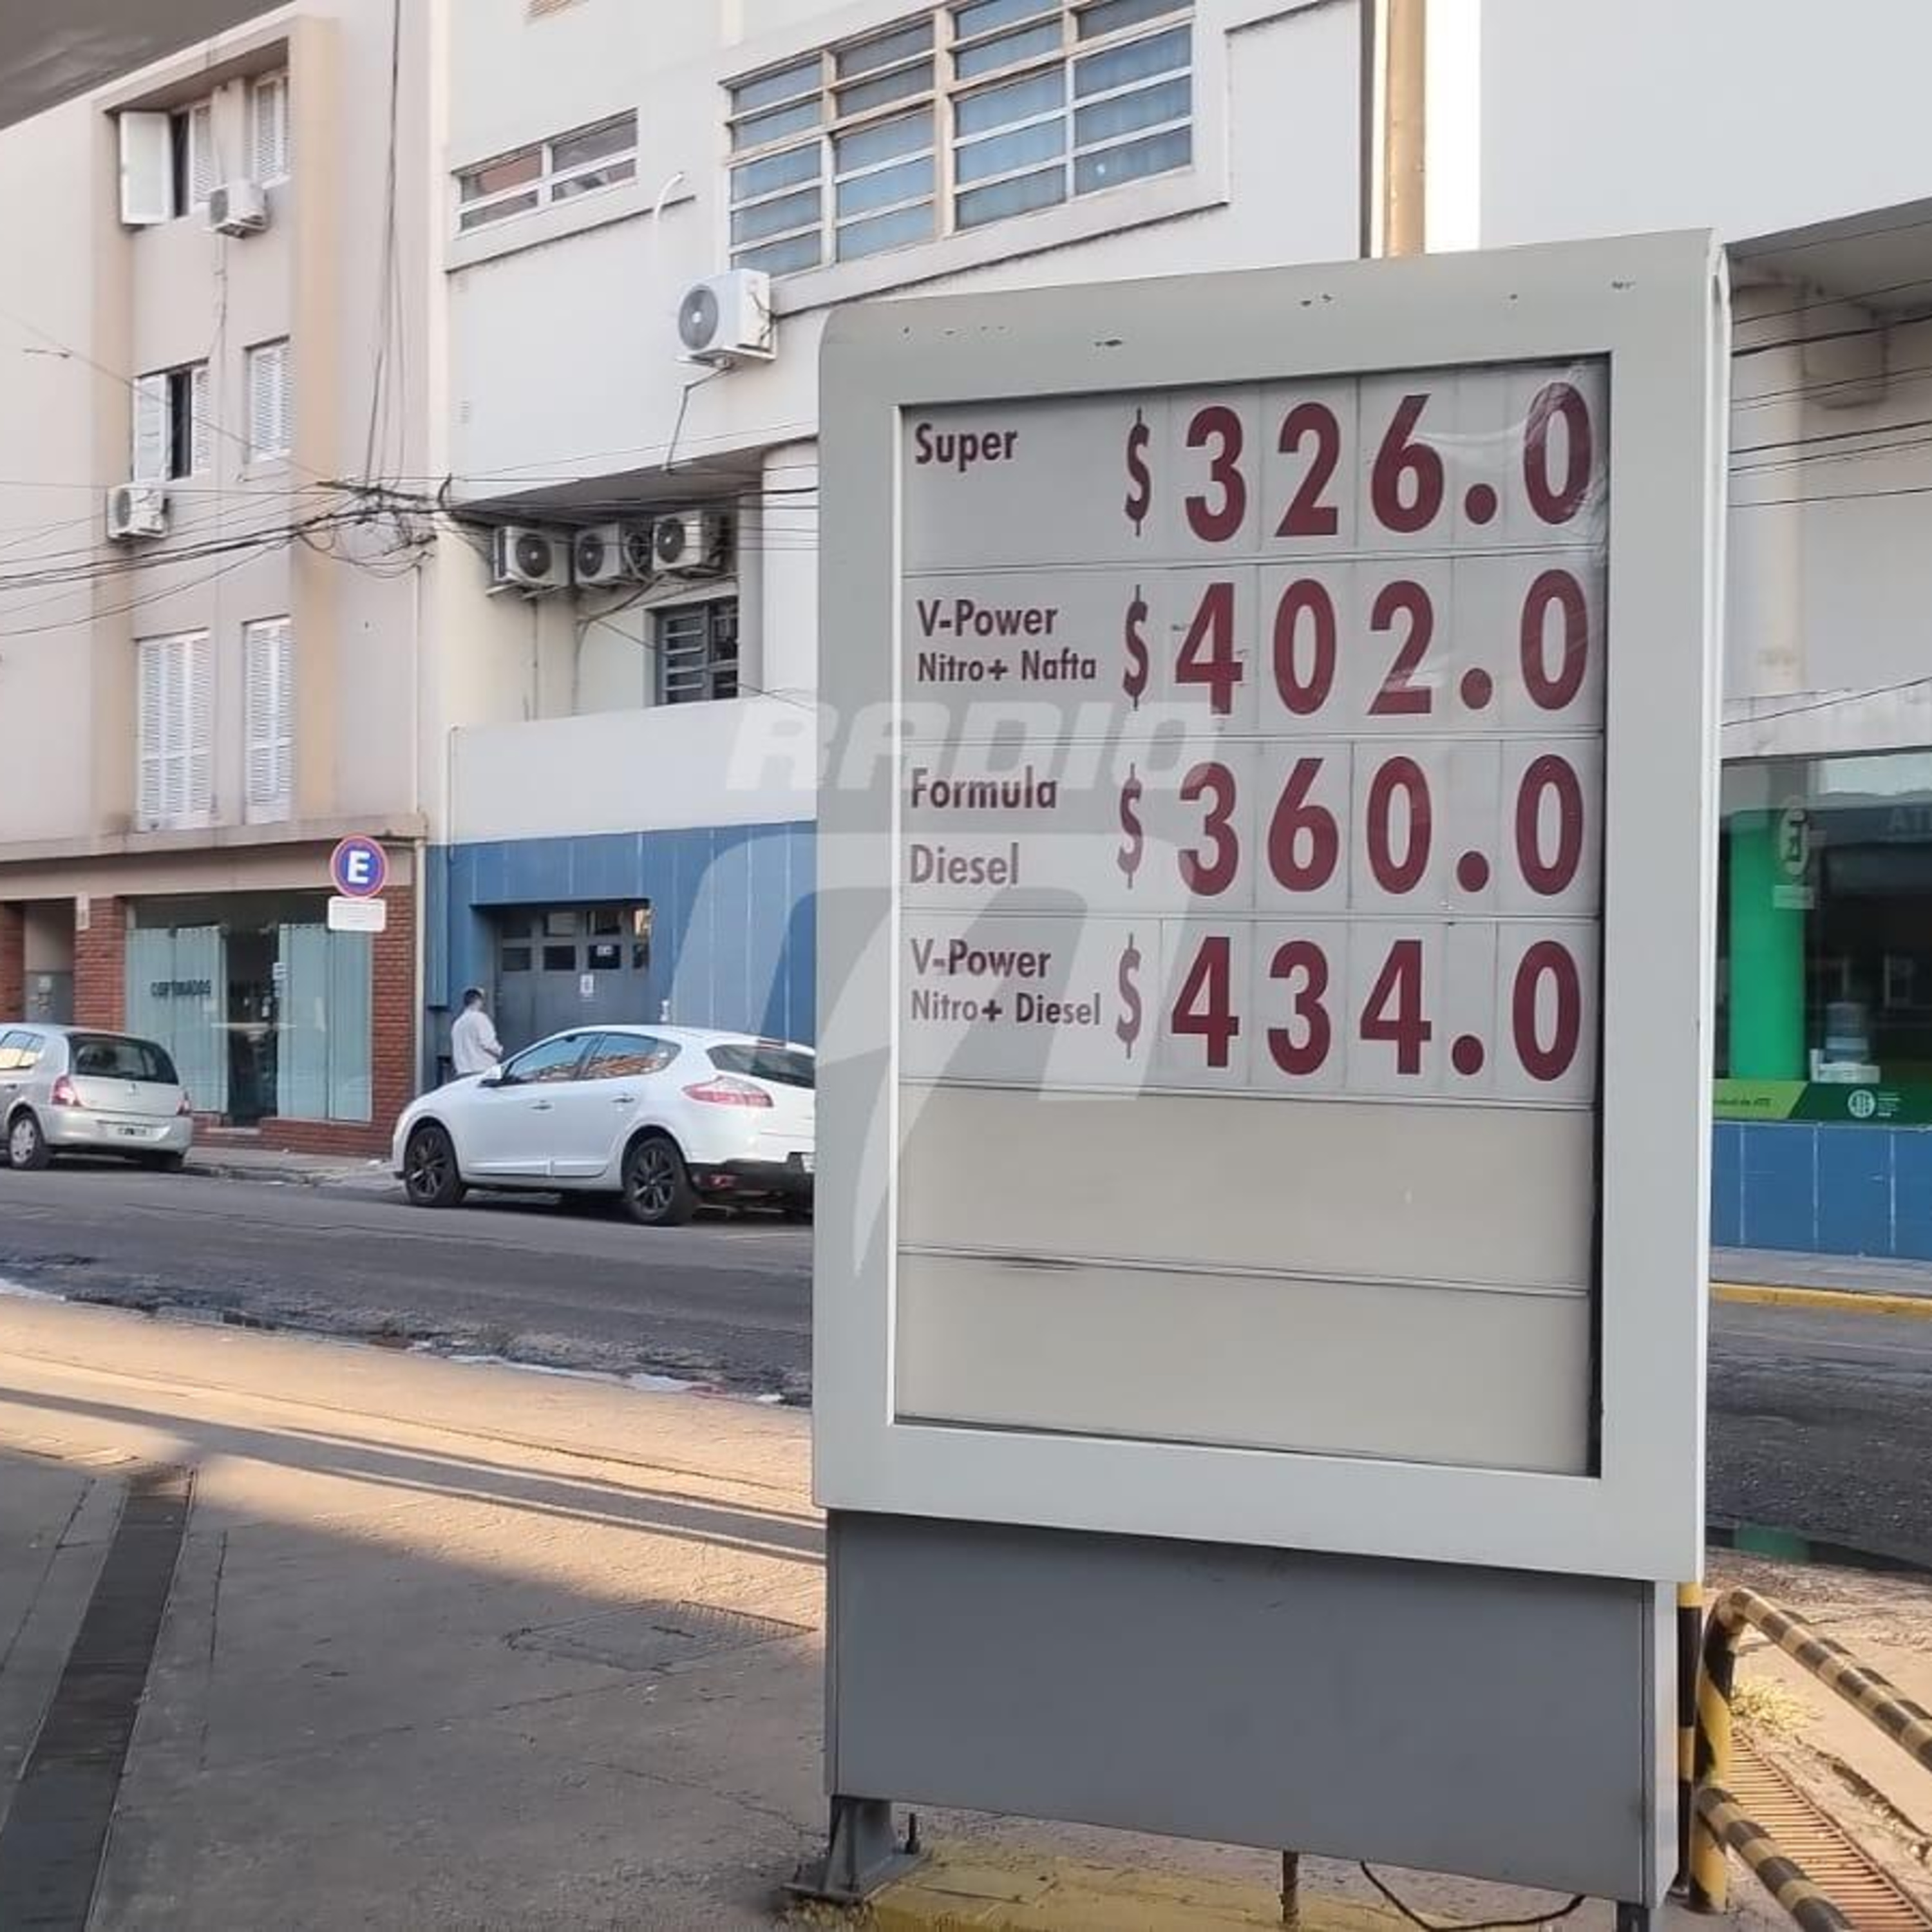 Super $326.0
V-Power
Nitro+ Nafta $402.0
Formula
Diesel $360.0
V-Power
Nitro+ Diesel $434.0
RADIO
E